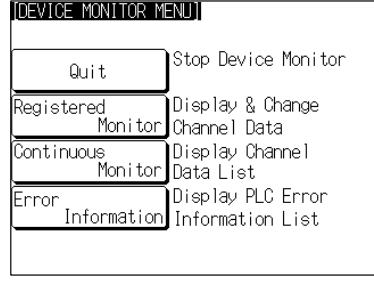 [DEVICE MONITOR MENU]
Quit
Stop Device Monitor
Registered
Monitor
Display & Change
Channel Data
Continuous
Monitor
Display Channel
Data List
Error
Information
Display PLC Error
Information List